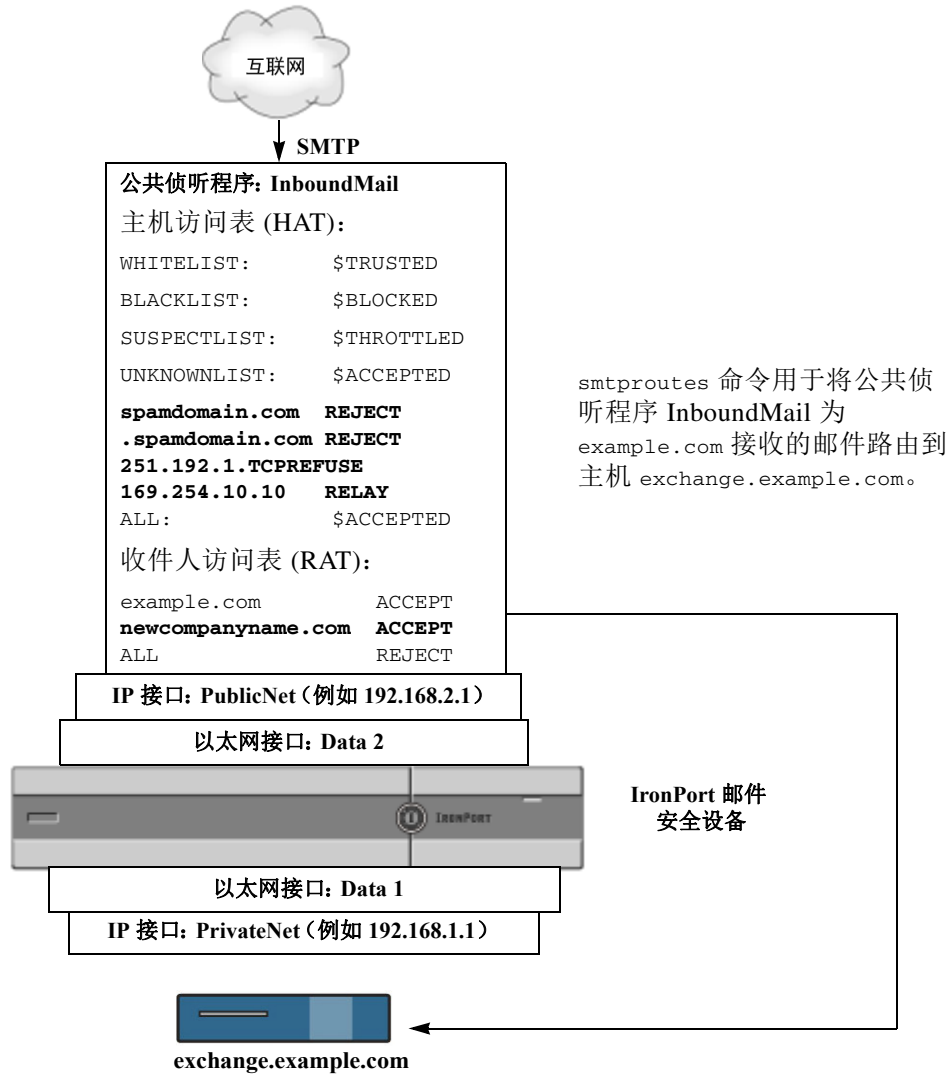 互联网
SMTP
公共侦听程序: InboundMail
主机访问表 (HAT):
WHITELIST: $TRUSTED
BLACKLIST: $BLOCKED
SUSPECTLIST: $THROTTLED
UNKNOWNLIST: $ACCEPTED
spamdomain.com REJECT
.spamdomain.com REJECT
251.192.1.TCPREFUSE
169.254.10.10 RELAY
ALL: $ACCEPTED
收件人访问表 (RAT):
example.com ACCEPT
newcompanyname.com ACCEPT
ALL REJECT
smtproutes 命令用于将公共侦
听程序 InboundMail 为
example.com 接收的邮件路由到
主机 exchange.example.com。
IP 接口: PublicNet（例如 192.168.2.1）
以太网接口: Data 2
IRONPORT
IronPort 邮件
安全设备
以太网接口: Data 1
IP 接口: PrivateNet（例如 192.168.1.1）
exchange.example.com